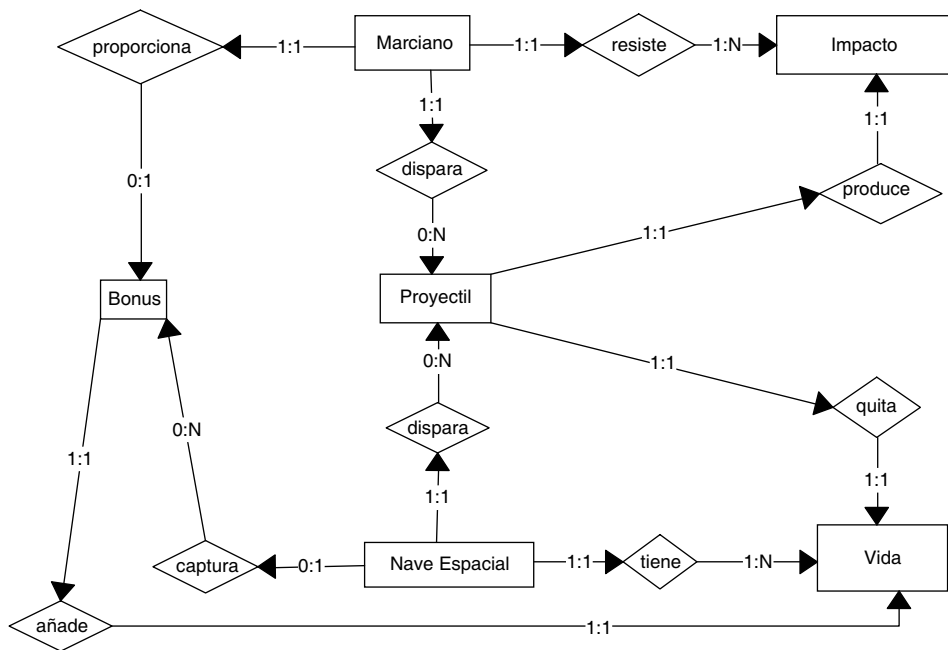 proporciona
1:1
Marciano
1:1
resiste
1:N
Impacto
1:1
1:1
dispara
produce
0:1
0:N
1:1
Bonus
Proyectil
0:N
1:1
quita
0:N
dispara
1:1
1:1
1:1
captura
0:1
Nave Espacial
1:1
tiene
1:N
Vida
añade
1:1